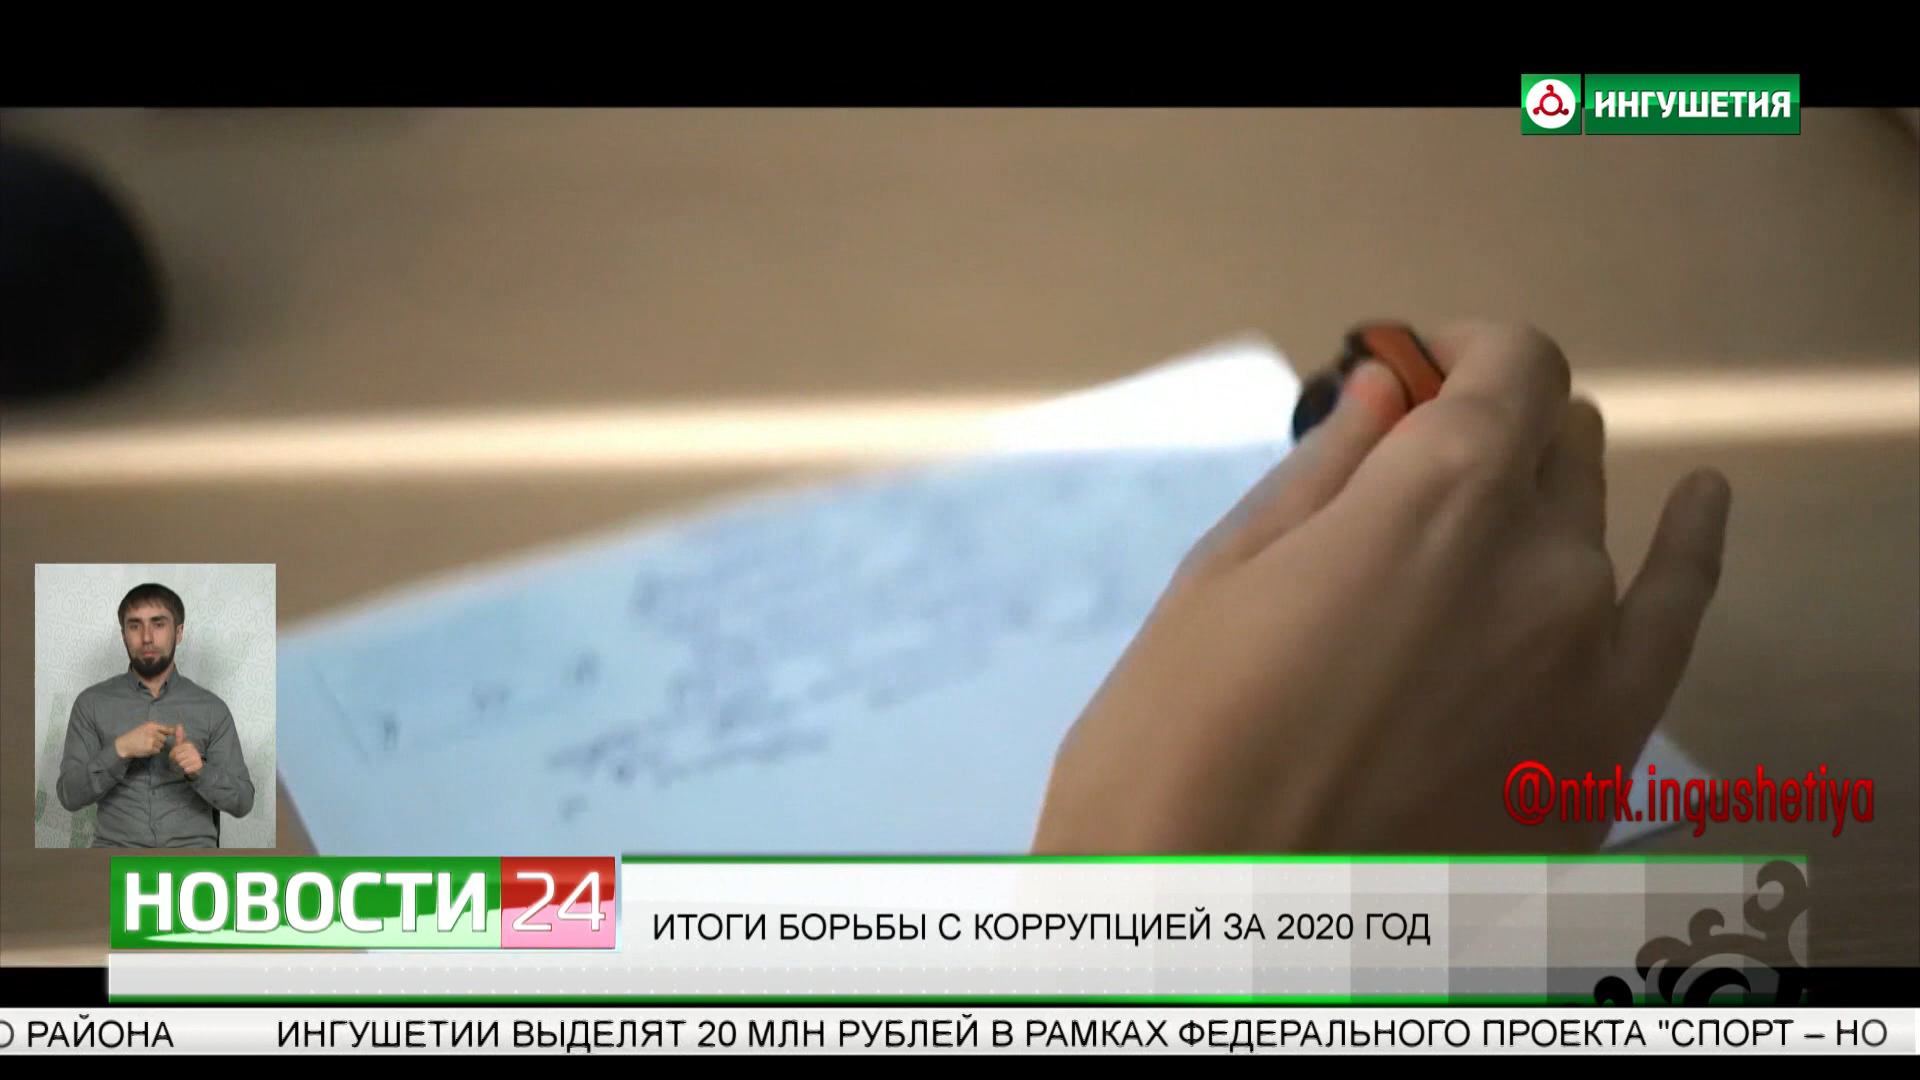 ИНГУШЕТИЯ
@ntrk.ingushetiya
НОВОСТИ 24
ИТОГИ БОРЬБЫ С КОРРУПЦИЕЙ ЗА 2020 ГОД
О РАЙОНА ИНГУШЕТИИ ВЫДЕЛЯТ 20 МЛН РУБЛЕЙ В РАМКАХ ФЕДЕРАЛЬНОГО ПРОЕКТА "СПОРТ – НО